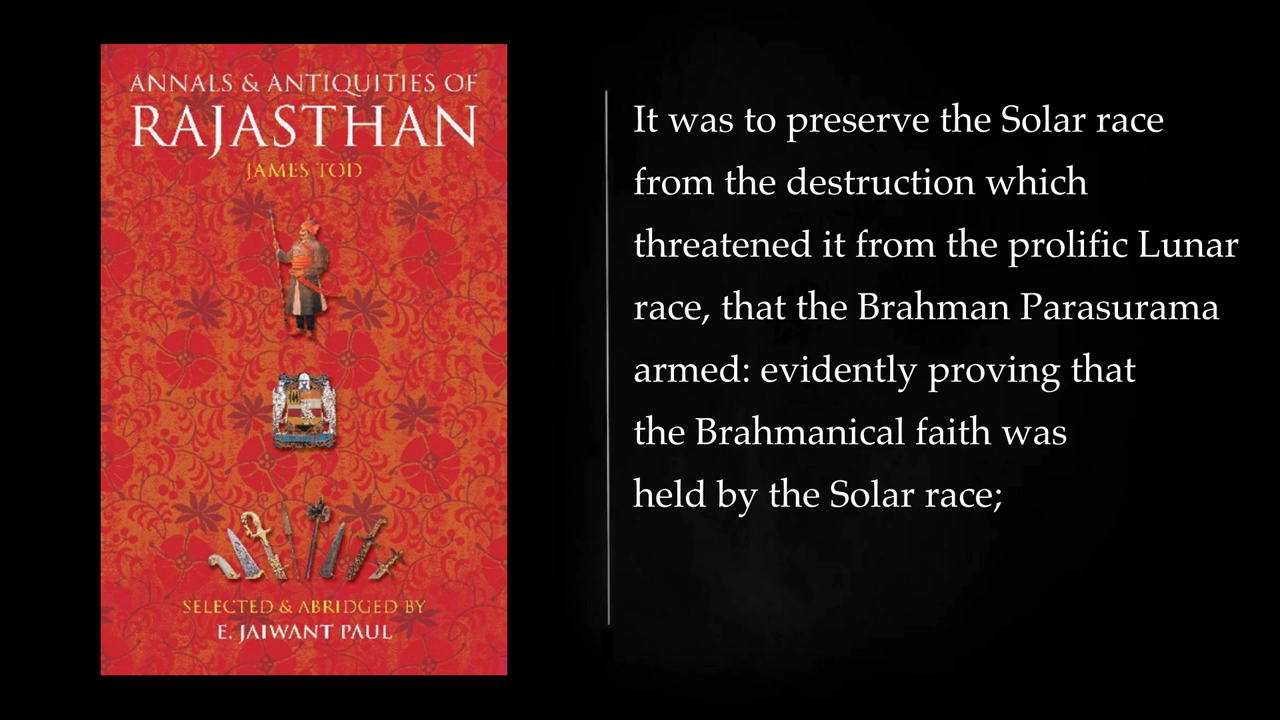 ANNALS & ANTIQUITIES OF
RAJASTHAN
JAMES TOD
SELECTED & ABRIDGED BY
E. JAIWANT PAUL
It was to preserve the Solar race
from the destruction which
threatened it from the prolific Lunar
race, that the Brahman Parasurama
armed: evidently proving that
the Brahmanical faith was
held by the Solar race;